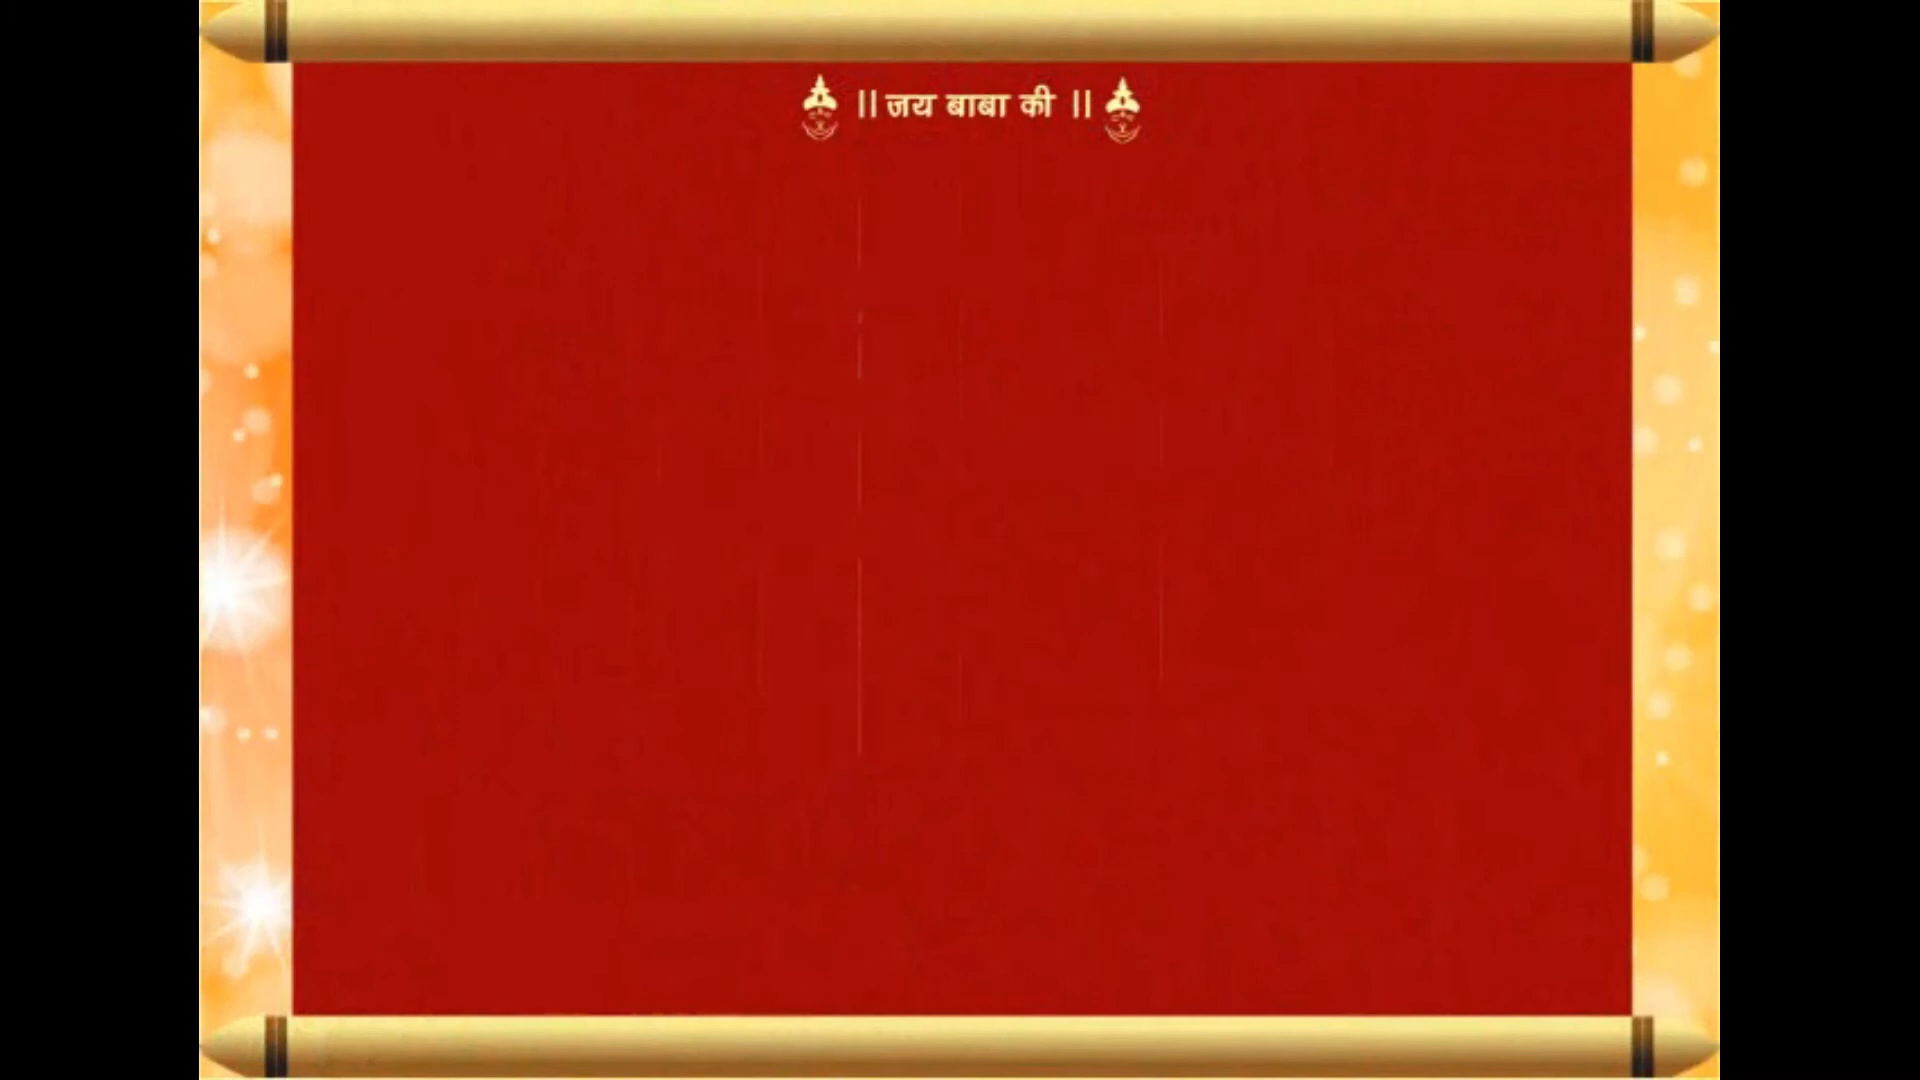 || जय बाबा की ||